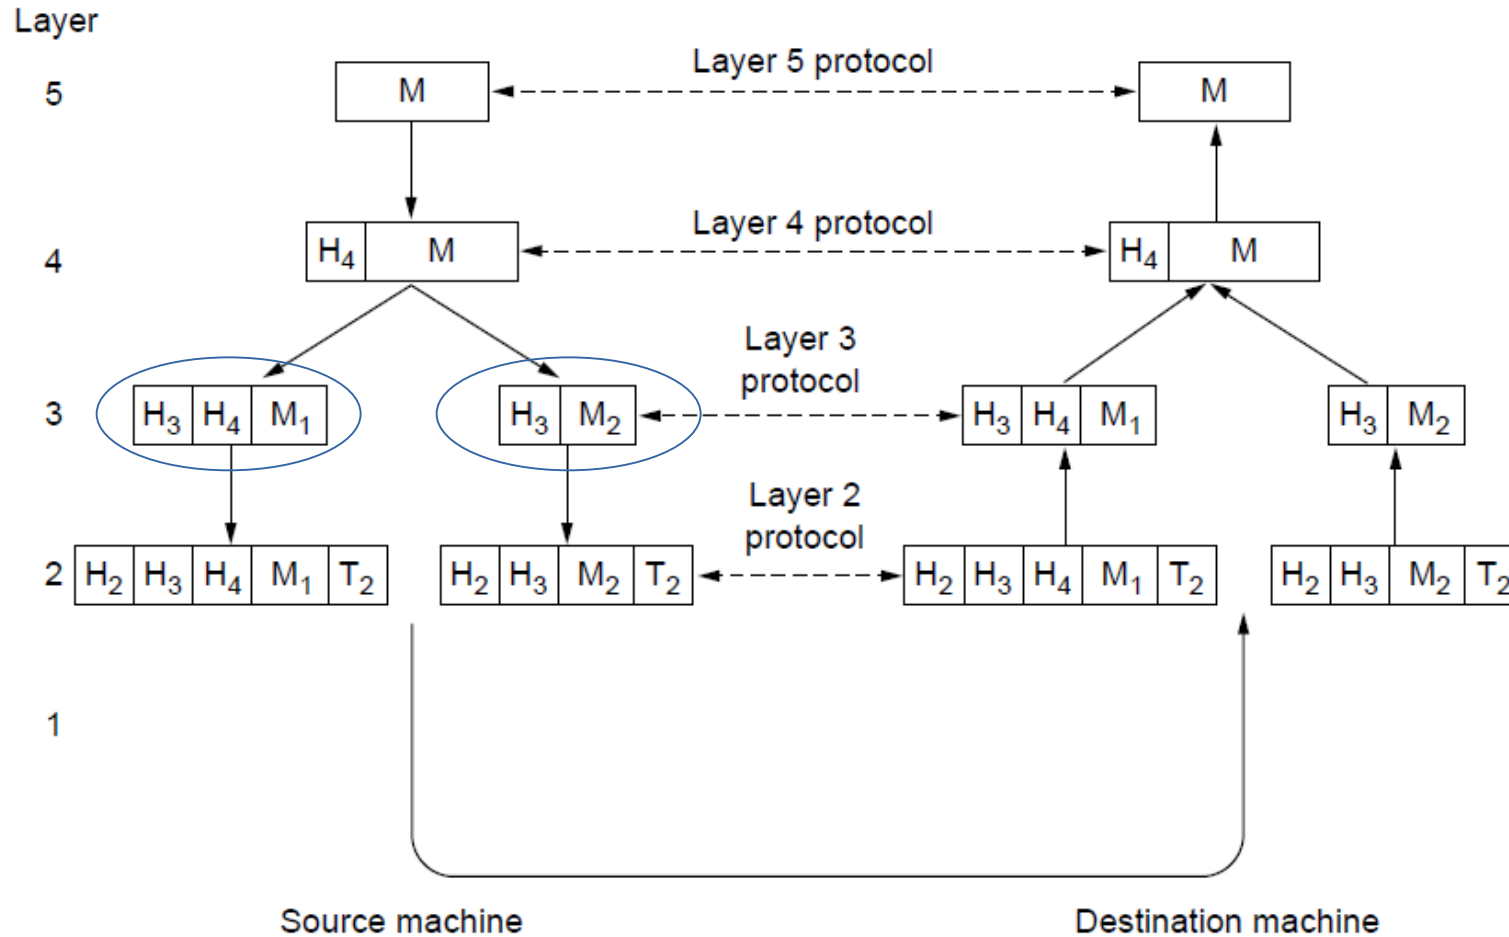 Layer
5 M Layer 5 protocol M
4 H4 M Layer 4 protocol H4 M
Layer 3
protocol
3 H3 H4 M1 H3 M2 H3 H4 M1 H3 M2
Layer 2
protocol
2 H2 H3 H4 M1 T2 H2 H3 M2 T2 H2 H3 H4 M1 T2 H2 H3 M2 T2
1
Source machine Destination machine